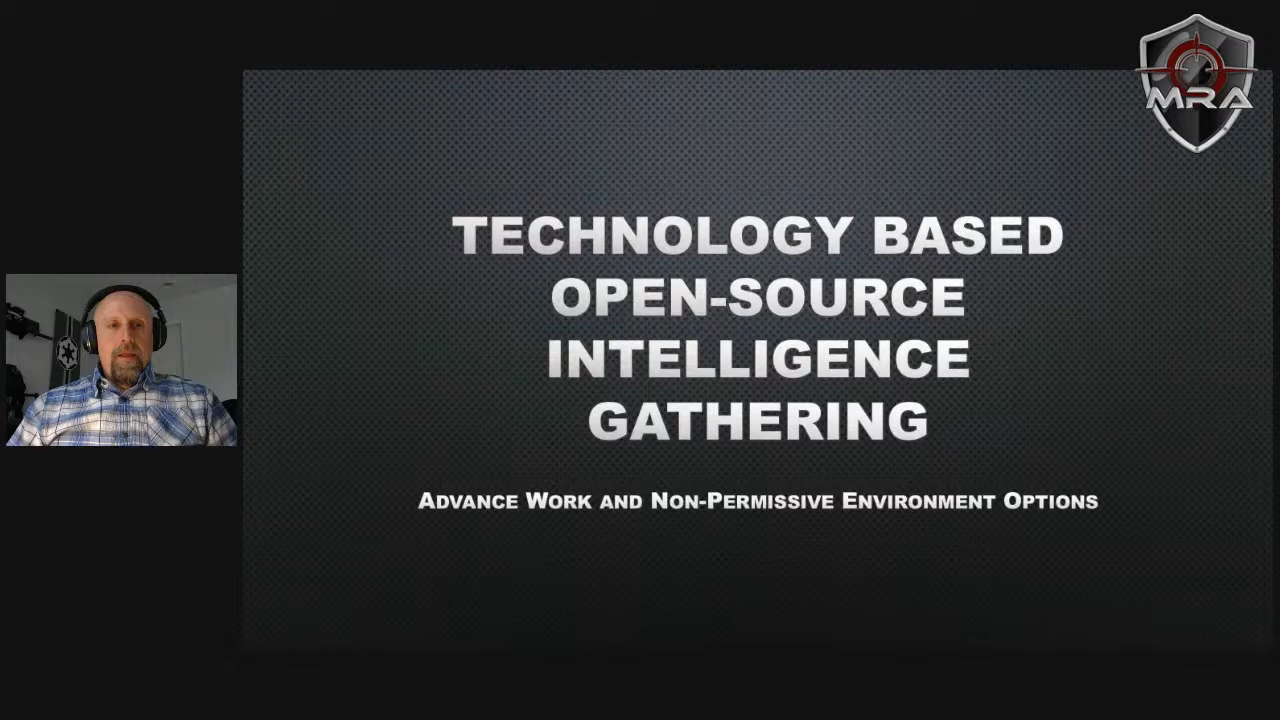 MRA
TECHNOLOGY BASED
OPEN-SOURCE
INTELLIGENCE
GATHERING
ADVANCE WORK AND NON-PERMISSIVE ENVIRONMENT OPTIONS